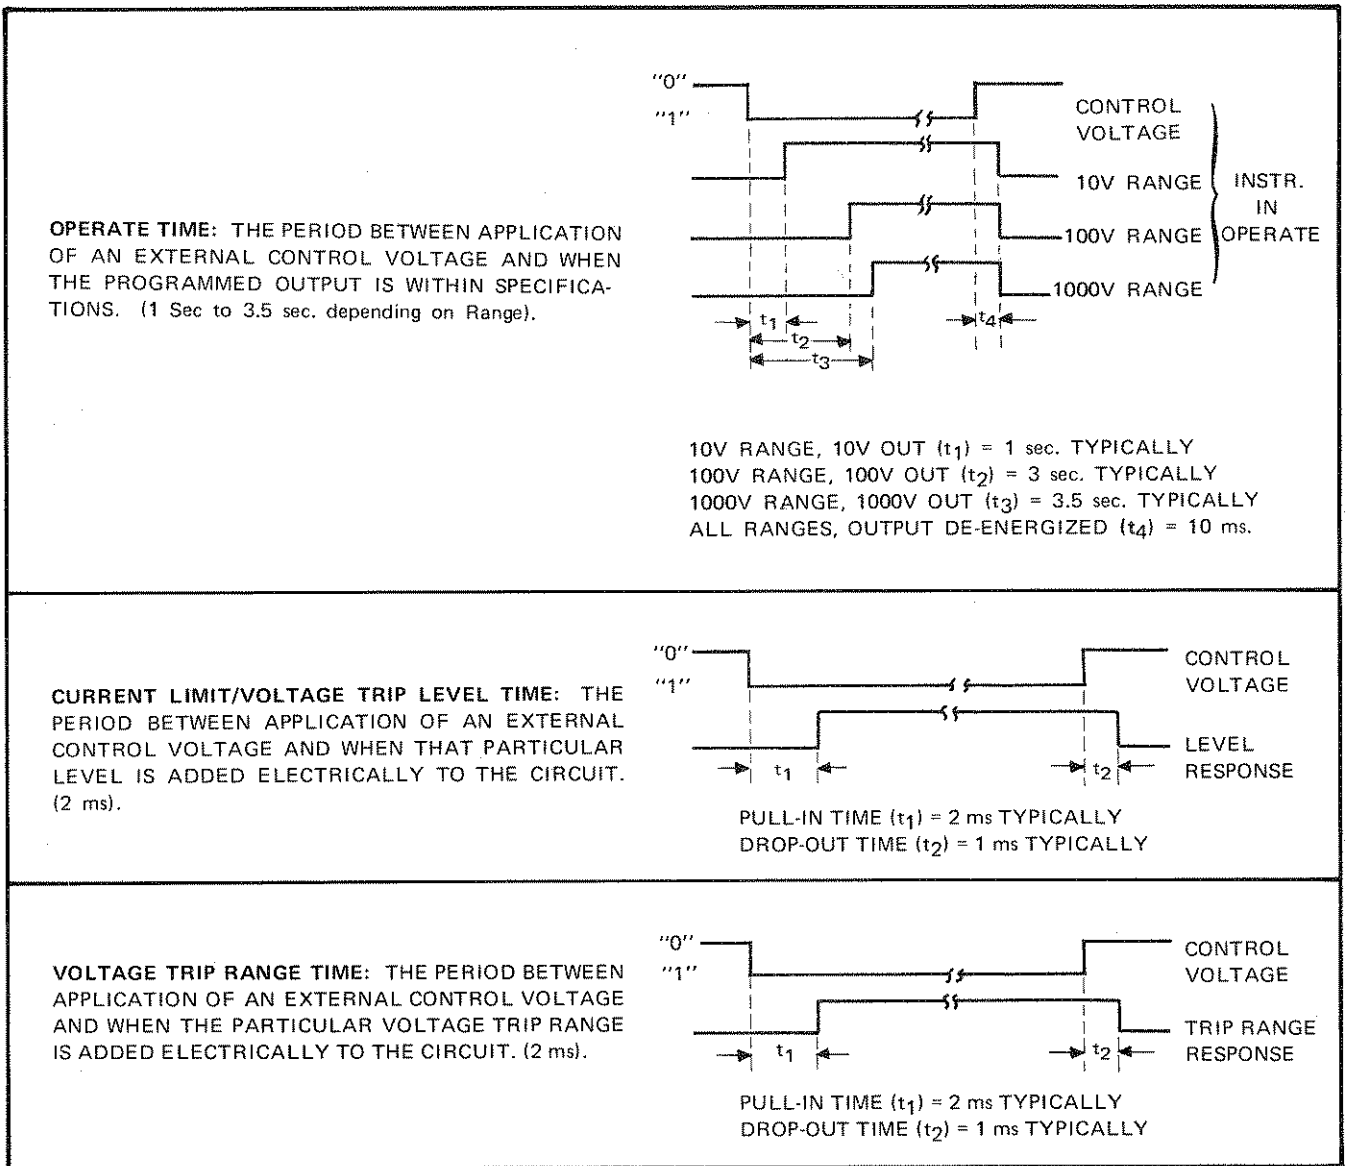 OPERATE TIME: THE PERIOD BETWEEN APPLICATION
OF AN EXTERNAL CONTROL VOLTAGE AND WHEN
THE PROGRAMMED OUTPUT IS WITHIN SPECIFICA-
TIONS. (1 Sec to 3.5 sec. depending on Range).
"0"
"1"
CONTROL
VOLTAGE
10V RANGE
100V RANGE
1000V RANGE
INSTR.
IN
OPERATE
t1
t2
t3
t4
10V RANGE, 10V OUT (t1) = 1 sec. TYPICALLY
100V RANGE, 100V OUT (t2) = 3 sec. TYPICALLY
1000V RANGE, 1000V OUT (t3) = 3.5 sec. TYPICALLY
ALL RANGES, OUTPUT DE-ENERGIZED (t4) = 10 ms.
CURRENT LIMIT/VOLTAGE TRIP LEVEL TIME: THE
PERIOD BETWEEN APPLICATION OF AN EXTERNAL
CONTROL VOLTAGE AND WHEN THAT PARTICULAR
LEVEL IS ADDED ELECTRICALLY TO THE CIRCUIT.
(2 ms).
"0"
"1"
CONTROL
VOLTAGE
LEVEL
RESPONSE
t1
t2
PULL-IN TIME (t1) = 2 ms TYPICALLY
DROP-OUT TIME (t2) = 1 ms TYPICALLY
VOLTAGE TRIP RANGE TIME: THE PERIOD BETWEEN
APPLICATION OF AN EXTERNAL CONTROL VOLTAGE
AND WHEN THE PARTICULAR VOLTAGE TRIP RANGE
IS ADDED ELECTRICALLY TO THE CIRCUIT. (2 ms).
"0"
"1"
CONTROL
VOLTAGE
TRIP RANGE
RESPONSE
t1
t2
PULL-IN TIME (t1) = 2 ms TYPICALLY
DROP-OUT TIME (t2) = 1 ms TYPICALLY